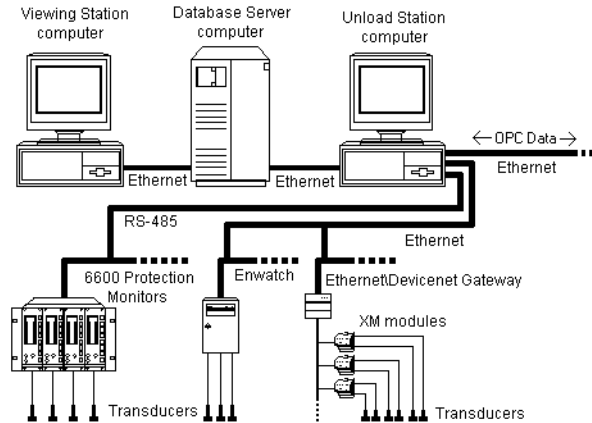 Viewing Station
computer
Database Server
computer
Unload Station
computer
OPC Data
Ethernet
Ethernet
Ethernet
RS-485
Ethernet
6600 Protection
Monitors
Enwatch
Ethernet\Devicenet Gateway
XM modules
Transducers
Transducers